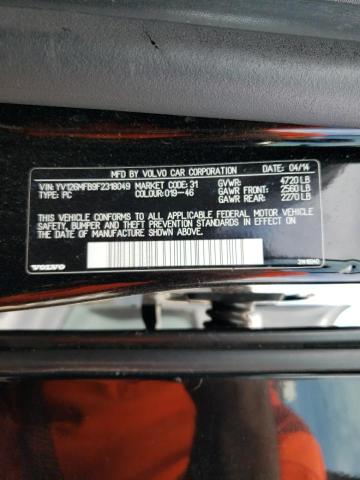 MFD BY VOLVO CAR CORPORATION DATE: 04/14
VIN: YV126MFB9F2318049 MARKET CODE: 31 GVWR: 4720 LB
TYPE: PC COLOUR: 019-46 GAWR FRONT: 2560 LB
GAWR REAR: 2270 LB
THIS VEHICLE CONFORMS TO ALL APPLICABLE FEDERAL MOTOR VEHICLE
SAFETY, BUMPER AND THEFT PREVENTION STANDARDS IN EFFECT ON
THE DATE OF MANUFACTURE SHOWN ABOVE.
VOLVO